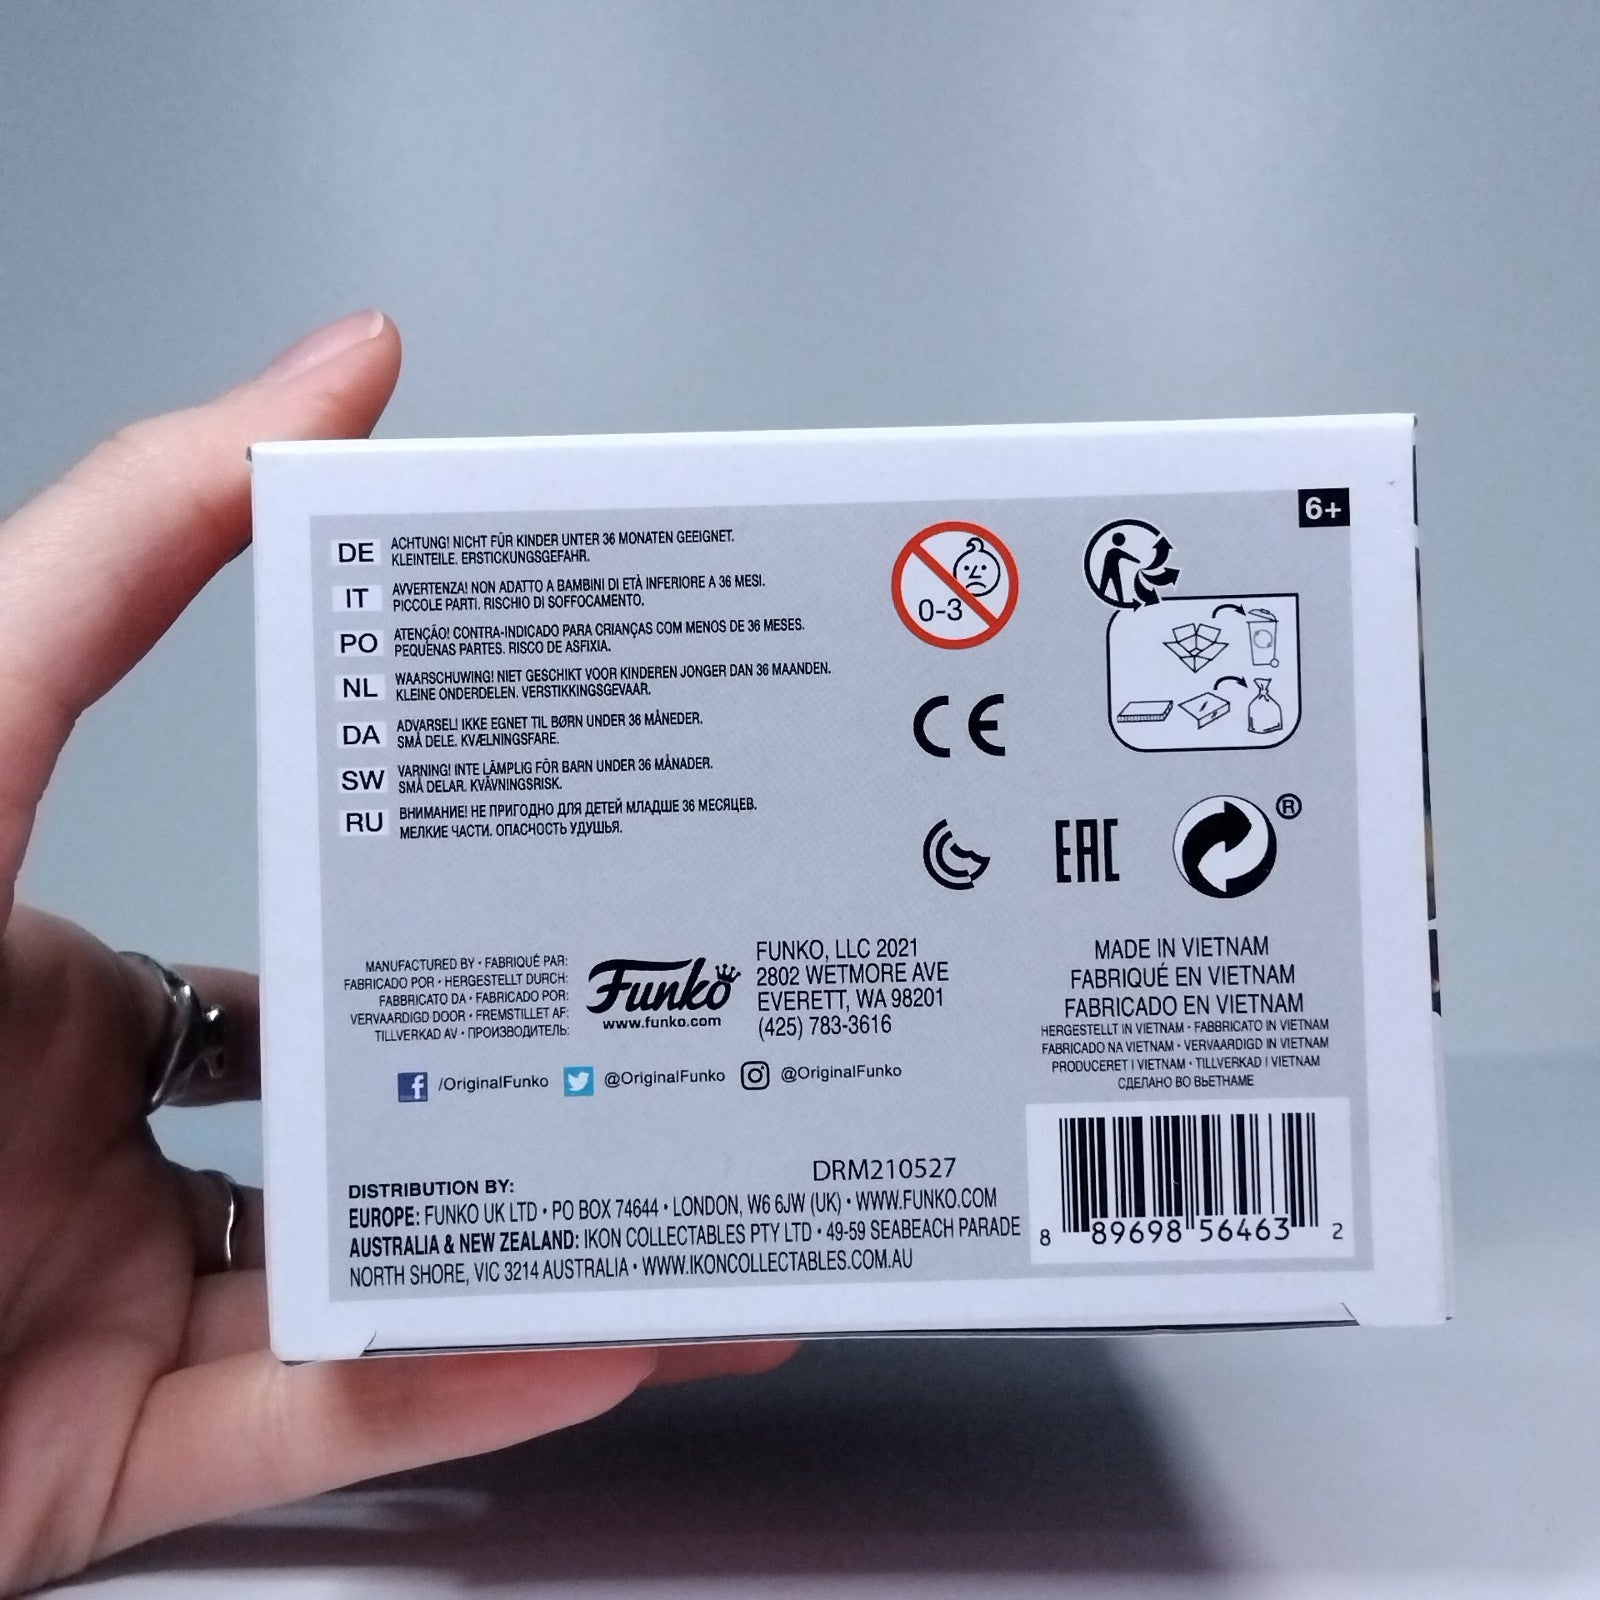 6+
DE ACHTUNG! NICHT FÜR KINDER UNTER 36 MONATEN GEEIGNET.
KLEINTEILE. ERSTICKUNGSGEFAHR.
IT AVVERTENZA! NON ADATTO A BAMBINI DI ETÀ INFERIORE A 36 MESI.
PICCOLE PARTI. RISCHIO DI SOFFOCAMENTO.
PO ATENÇÃO! CONTRA-INDICADO PARA CRIANÇAS COM MENOS DE 36 MESES.
PEQUENAS PARTES. RISCO DE ASFIXIA.
NL WAARSCHUWING! NIET GESCHIKT VOOR KINDEREN JONGER DAN 36 MAANDEN.
KLEINE ONDERDELEN. VERSTIKKINGSGEVAAR.
DA ADVARSEL! IKKE EGNET TIL BØRN UNDER 36 MÅNEDER.
SMÅ DELE. KVÆLNINGSFARE.
SW VARNING! INTE LÄMPLIG FÖR BARN UNDER 36 MÅNADER.
SMÅ DELAR. KVÄVNINGSRISK.
RU ВНИМАНИЕ! НЕ ПРИГОДНО ДЛЯ ДЕТЕЙ МЛАДШЕ 36 МЕСЯЦЕВ.
МЕЛКИЕ ЧАСТИ. ОПАСНОСТЬ УДУШЬЯ.
0-3
CE
EAC
®
MANUFACTURED BY • FABRIQUÉ PAR:
FABRICADO POR • HERGESTELLT DURCH:
FABBRICATO DA • FABRICADO POR:
VERVAARDIGD DOOR • FREMSTILLET AF:
TILLVERKAD AV • ПРОИЗВОДИТЕЛЬ:
Funko
www.funko.com
FUNKO, LLC 2021
2802 WETMORE AVE
EVERETT, WA 98201
(425) 783-3616
MADE IN VIETNAM
FABRIQUÉ EN VIETNAM
FABRICADO EN VIETNAM
HERGESTELLT IN VIETNAM • FABBRICATO IN VIETNAM
FABRICADO NA VIETNAM • VERVAARDIGD IN VIETNAM
PRODUCERET I VIETNAM • TILLVERKAD I VIETNAM
СДЕЛАНО ВО ВЬЕТНАМЕ
/OriginalFunko @OriginalFunko @OriginalFunko
DRM210527
DISTRIBUTION BY:
EUROPE: FUNKO UK LTD • PO BOX 74644 • LONDON, W6 6JW (UK) • WWW.FUNKO.COM
AUSTRALIA & NEW ZEALAND: IKON COLLECTABLES PTY LTD • 49-59 SEABEACH PARADE
NORTH SHORE, VIC 3214 AUSTRALIA • WWW.IKONCOLLECTABLES.COM.AU
8 89698 56463 2